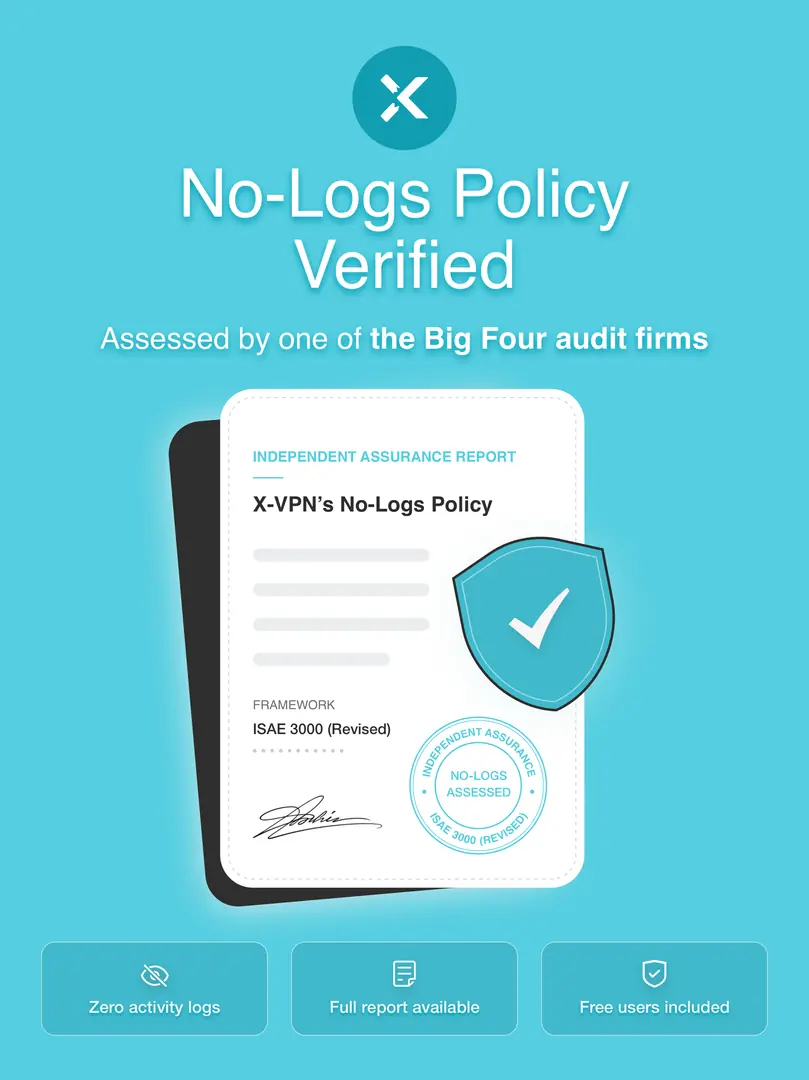 No-Logs Policy
Verified
Assessed by one of the Big Four audit firms
INDEPENDENT ASSURANCE REPORT
X-VPN’s No-Logs Policy
FRAMEWORK
ISAE 3000 (Revised)
INDEPENDENT ASSURANCE
NO-LOGS
ASSESSED
ISAE 3000 (REVISED)
Zero activity logs
Full report available
Free users included